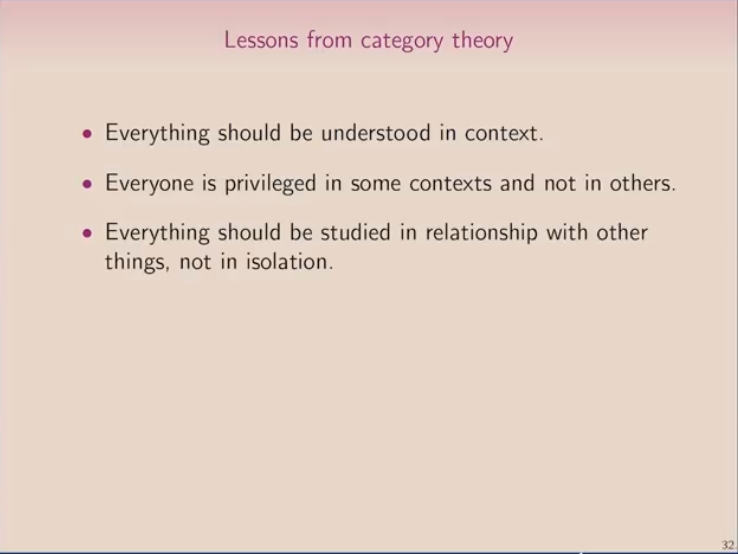 Lessons from category theory
• Everything should be understood in context.
• Everyone is privileged in some contexts and not in others.
• Everything should be studied in relationship with other
things, not in isolation.
32